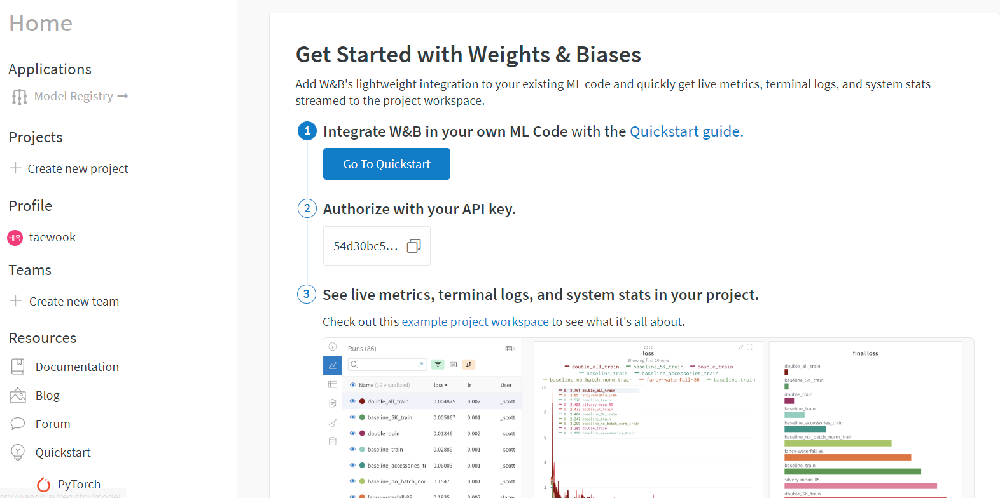 Home
Applications
Model Registry →
Projects
Create new project
Profile
태욱 taewook
Teams
Create new team
Resources
Documentation
Blog
Forum
Quickstart
PyTorch
Get Started with Weights & Biases
Add W&B's lightweight integration to your existing ML code and quickly get live metrics, terminal logs, and system stats
streamed to the project workspace.
1 Integrate W&B in your own ML Code with the Quickstart guide.
Go To Quickstart
2 Authorize with your API key.
54d30bc5...
3 See live metrics, terminal logs, and system stats in your project.
Check out this example project workspace to see what it's all about.
Runs (86)
.*
Name (19 visualized) loss lr User
double_all_train 0.004875 0.002 _scott
baseline_5K_train 0.005867 0.001 _scott
double_train 0.01346 0.002 _scott
baseline_train 0.02889 0.001 _scott
baseline_accessories_t 0.06003 0.001 _scott
baseline_no_batch_nor 0.1547 0.001 _scott
fancy-waterfall-86 0.1835 0.002 stacey
loss
Showing first 10 runs
double_all_train baseline_5K_train double_train
baseline_train baseline_accessories_train
baseline_no_batch_norm_train fancy-waterfall-86 baseline_train
10
8
6
4
2
0: 2.761 double_all_train
0: 2.65 fancy-waterfall-86
0: 2.578 baseline_train
0: 2.488 silvery-moon-85
0: 2.477 double_5K_train
0: 2.464 baseline_5K_train
0: 2.347 baseline_train
0: 2.299 baseline_no_batch_norm_train
0: 2.285 double_train
0: 1.996 baseline_accessories_train
final loss
double_all_train
baseline_5K_train
double_train
baseline_train
baseline_accessories_train
baseline_no_batch_norm_train
fancy-waterfall-86
baseline_train
silvery-moon-85
double_5K_train